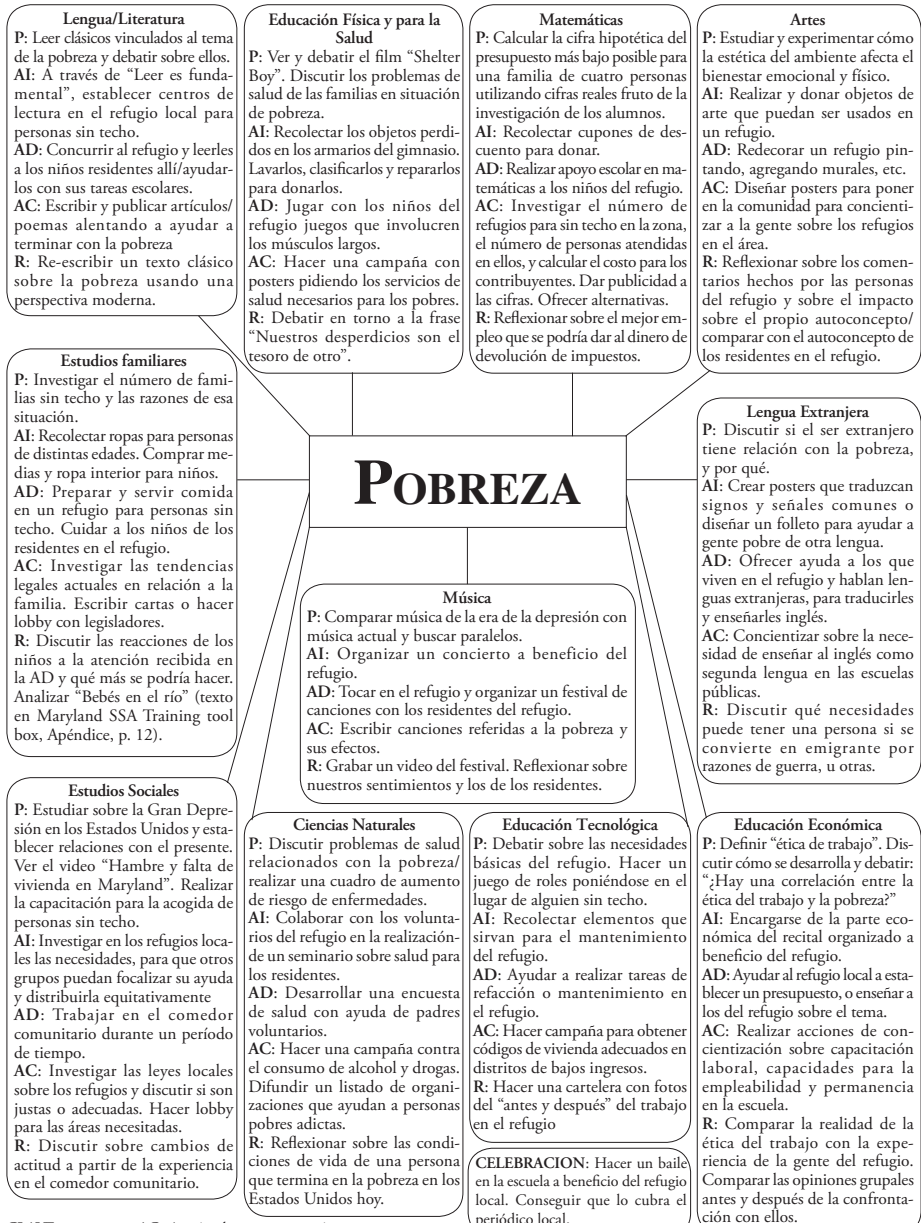 Lengua/Literatura
P: Leer clásicos vinculados al tema
de la pobreza y debatir sobre ellos.
AI: A través de “Leer es funda-
mental”, establecer centros de
lectura en el refugio local para
personas sin techo.
AD: Concurrir al refugio y leerles
a los niños residentes allí/ayudar-
los con sus tareas escolares.
AC: Escribir y publicar artículos/
poemas alentando a ayudar a
terminar con la pobreza
R: Re-escribir un texto clásico
sobre la pobreza usando una
perspectiva moderna.
Educación Física y para la
Salud
P: Ver y debatir el film “Shelter
Boy”. Discutir los problemas de
salud de las familias en situación
de pobreza.
AI: Recolectar los objetos perdi-
dos en los armarios del gimnasio.
Lavarlos, clasificarlos y repararlos
para donarlos.
AD: Jugar con los niños del
refugio juegos que involucren
los músculos largos.
AC: Hacer una campaña con
posters pidiendo los servicios de
salud necesarios para los pobres.
R: Debatir en torno a la frase
“Nuestros desperdicios son el
tesoro de otro”.
Matemáticas
P: Calcular la cifra hipotética del
presupuesto más bajo posible para
una familia de cuatro personas
utilizando cifras reales fruto de la
investigación de los alumnos.
AI: Recolectar cupones de des-
cuento para donar.
AD: Realizar apoyo escolar en ma-
temáticas a los niños del refugio.
AC: Investigar el número de
refugios para sin techo en la zona,
el número de personas atendidas
en ellos, y calcular el costo para los
contribuyentes. Dar publicidad a
las cifras. Ofrecer alternativas.
R: Reflexionar sobre el mejor em-
pleo que se podría dar al dinero de
devolución de impuestos.
Artes
P: Estudiar y experimentar cómo
la estética del ambiente afecta el
bienestar emocional y físico.
AI: Realizar y donar objetos de
arte que puedan ser usados en
un refugio.
AD: Redecorar un refugio pin-
tando, agregando murales, etc.
AC: Diseñar posters para poner
en la comunidad para concienti-
zar a la gente sobre los refugios
en el área.
R: Reflexionar sobre los comen-
tarios hechos por las personas
del refugio y sobre el impacto
sobre el propio autoconcepto/
comparar con el autoconcepto de
los residentes en el refugio.
Estudios familiares
P: Investigar el número de fami-
lias sin techo y las razones de esa
situación.
AI: Recolectar ropas para personas
de distintas edades. Comprar me-
dias y ropa interior para niños.
AD: Preparar y servir comida
en un refugio para personas sin
techo. Cuidar a los niños de los
residentes en el refugio.
AC: Investigar las tendencias
legales actuales en relación a la
familia. Escribir cartas o hacer
lobby con legisladores.
R: Discutir las reacciones de los
niños a la atención recibida en
la AD y qué más se podría hacer.
Analizar “Bebés en el río” (texto
en Maryland SSA Training tool
box, Apéndice, p. 12).
POBREZA
Lengua Extranjera
P: Discutir si el ser extranjero
tiene relación con la pobreza,
y por qué.
AI: Crear posters que traduzcan
signos y señales comunes o
diseñar un folleto para ayudar a
gente pobre de otra lengua.
AD: Ofrecer ayuda a los que
viven en el refugio y hablan len-
guas extranjeras, para traducirles
y enseñarles inglés.
AC: Concientizar sobre la nece-
sidad de enseñar al inglés como
segunda lengua en las escuelas
públicas.
R: Discutir qué necesidades
puede tener una persona si se
convierte en emigrante por
razones de guerra, u otras.
Música
P: Comparar música de la era de la depresión con
música actual y buscar paralelos.
AI: Organizar un concierto a beneficio del
refugio.
AD: Tocar en el refugio y organizar un festival de
canciones con los residentes del refugio.
AC: Escribir canciones referidas a la pobreza y
sus efectos.
R: Grabar un video del festival. Reflexionar sobre
nuestros sentimientos y los de los residentes.
Estudios Sociales
P: Estudiar sobre la Gran Depre-
sión en los Estados Unidos y esta-
blecer relaciones con el presente.
Ver el video “Hambre y falta de
vivienda en Maryland”. Realizar
la capacitación para la acogida de
personas sin techo.
AI: Investigar en los refugios loca-
les las necesidades, para que otros
grupos puedan focalizar su ayuda
y distribuirla equitativamente
AD: Trabajar en el comedor
comunitario durante un período
de tiempo.
AC: Investigar las leyes locales
sobre los refugios y discutir si son
justas o adecuadas. Hacer lobby
para las áreas necesitadas.
R: Discutir sobre cambios de
actitud a partir de la experiencia
en el comedor comunitario.
Ciencias Naturales
P: Discutir problemas de salud
relacionados con la pobreza/
realizar una cuadro de aumento
de riesgo de enfermedades.
AI: Colaborar con los volunta-
rios del refugio en la realización-
de un seminario sobre salud para
los residentes.
AD: Desarrollar una encuesta
de salud con ayuda de padres
voluntarios.
AC: Hacer una campaña contra
el consumo de alcohol y drogas.
Difundir un listado de organi-
zaciones que ayudan a personas
pobres adictas.
R: Reflexionar sobre las condi-
ciones de vida de una persona
que termina en la pobreza en los
Estados Unidos hoy.
Educación Tecnológica
P: Debatir sobre las necesidades
básicas del refugio. Hacer un
juego de roles poniéndose en el
lugar de alguien sin techo.
AI: Recolectar elementos que
sirvan para el mantenimiento
del refugio.
AD: Ayudar a realizar tareas de
refacción o mantenimiento en
el refugio.
AC: Hacer campaña para obtener
códigos de vivienda adecuados en
distritos de bajos ingresos.
R: Hacer una cartelera con fotos
del “antes y después” del trabajo
en el refugio
CELEBRACION: Hacer un baile
en la escuela a beneficio del refugio
local. Conseguir que lo cubra el
periódico local.
Educación Económica
P: Definir “ética de trabajo”. Dis-
cutir cómo se desarrolla y debatir:
“¿Hay una correlación entre la
ética del trabajo y la pobreza?”
AI: Encargarse de la parte eco-
nómica del recital organizado a
beneficio del refugio.
AD: Ayudar al refugio local a esta-
blecer un presupuesto, o enseñar a
los del refugio sobre el tema.
AC: Realizar acciones de con-
cientización sobre capacitación
laboral, capacidades para la
empleabilidad y permanencia
en la escuela.
R: Comparar la realidad de la
ética del trabajo con la expe-
riencia de la gente del refugio.
Comparar las opiniones grupales
antes y después de la confronta-
ción con ellos.